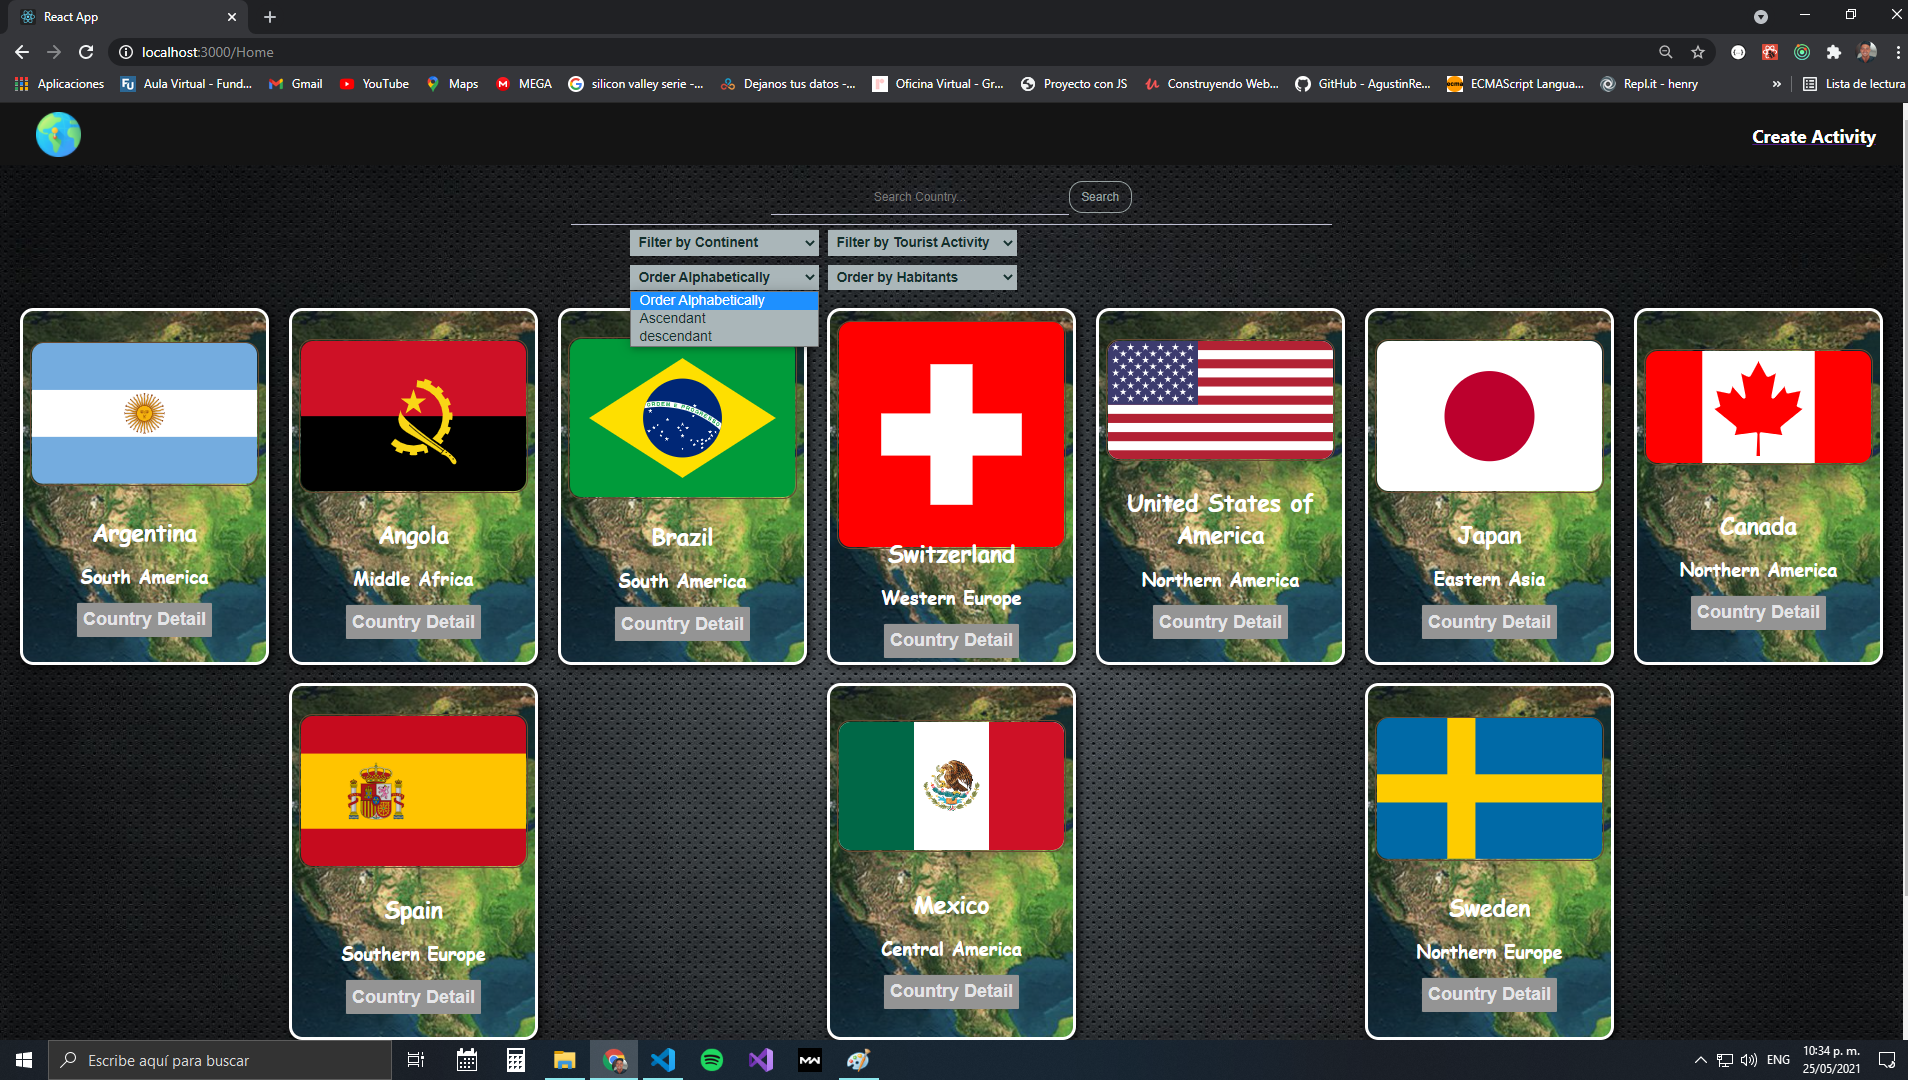 React App
localhost:3000/Home
Aplicaciones
Aula Virtual - Fund...
Gmail
YouTube
Maps
MEGA
silicon valley serie -...
Dejanos tus datos -...
Oficina Virtual - Gr...
Proyecto con JS
Construyendo Web...
GitHub - AgustinRe...
ECMAScript Langua...
Repl.it - henry
»
Lista de lectura
Create Activity
Search Country...
Search
Filter by Continent
Filter by Tourist Activity
Order Alphabetically
Order by Habitants
Order Alphabetically
Ascendant
descendant
Argentina
South America
Country Detail
Angola
Middle Africa
Country Detail
ORDEM E PROGRESSO
Brazil
South America
Country Detail
Switzerland
Western Europe
Country Detail
United States of
America
Northern America
Country Detail
Japan
Eastern Asia
Country Detail
Canada
Northern America
Country Detail
Spain
Southern Europe
Country Detail
Mexico
Central America
Country Detail
Sweden
Northern Europe
Country Detail
Escribe aquí para buscar
ENG
10:34 p. m.
25/05/2021